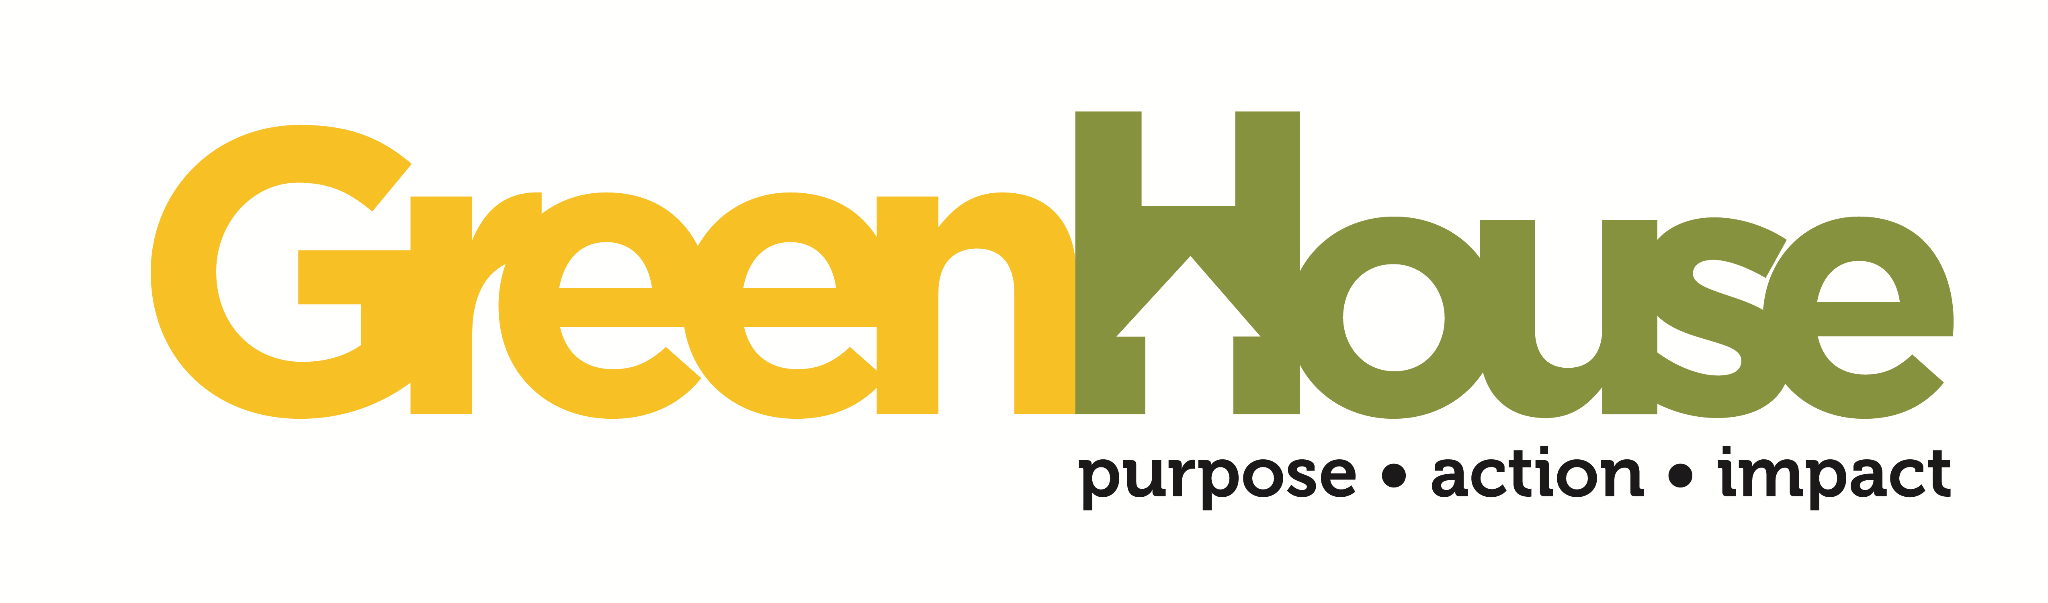 GreenHouse
purpose • action • impact